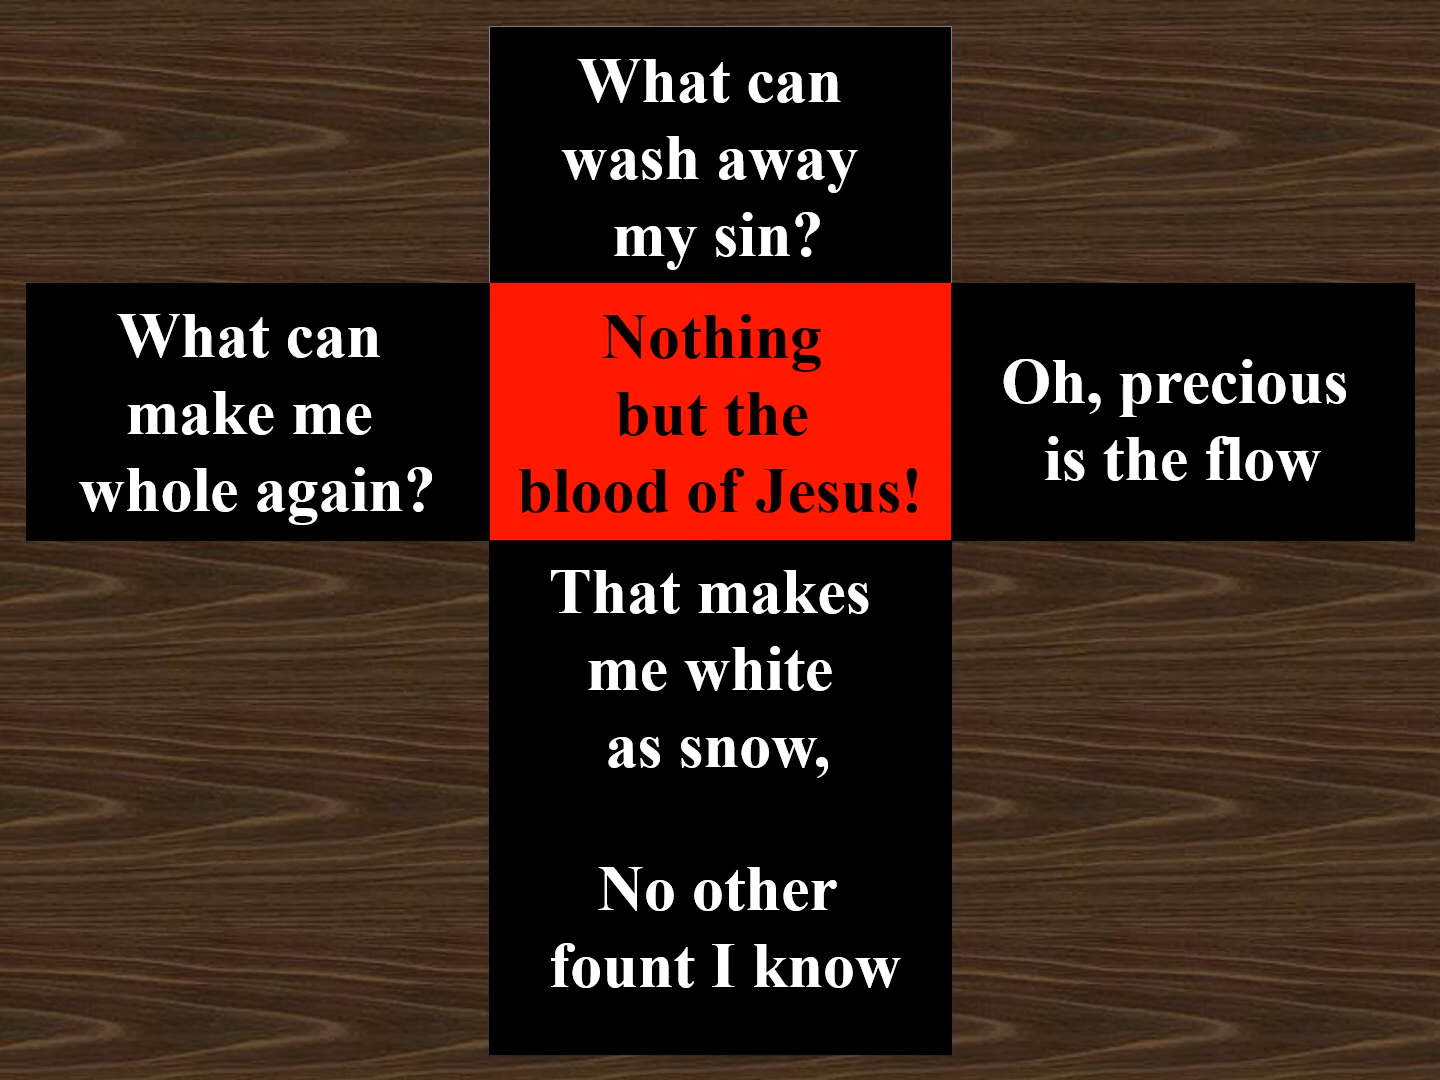 What can
wash away
my sin?
What can
make me
whole again?
Nothing
but the
blood of Jesus!
Oh, precious
is the flow
That makes
me white
as snow,
No other
fount I know